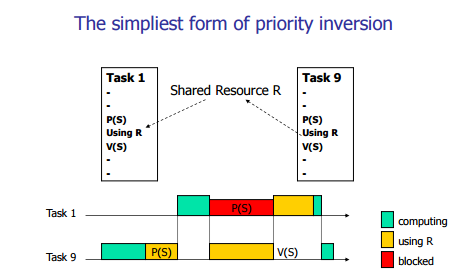 The simpliest form of priority inversion
Task 1
-
-
P(S)
Using R
V(S)
-
-
Shared Resource R
Task 9
-
-
P(S)
Using R
V(S)
-
-
Task 1
P(S)
Task 9
P(S)
V(S)
computing
using R
blocked